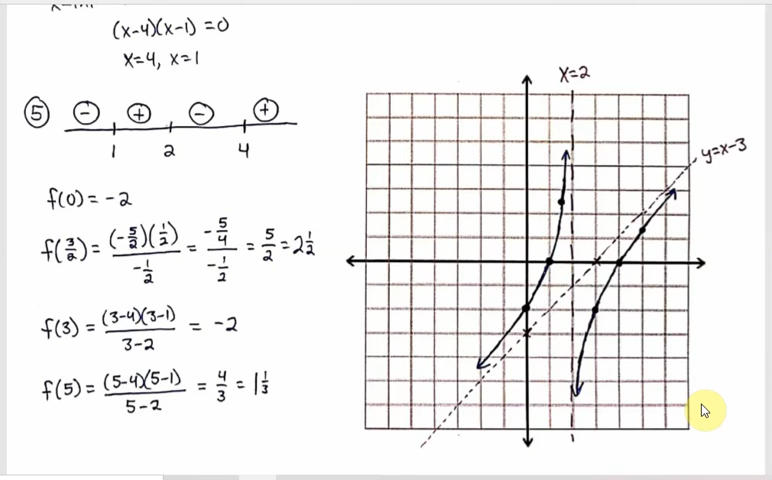 (x-4)(x-1) = 0
x=4, x=1
⑤ - + - +
1 2 4
f(0) = -2
f(3/2) = (-5/2)(1/2) / -1/2 = -5/4 / -1/2 = 5/2 = 2 1/2
f(3) = (3-4)(3-1) / 3-2 = -2
f(5) = (5-4)(5-1) / 5-2 = 4/3 = 1 1/3
x=2
y=x-3